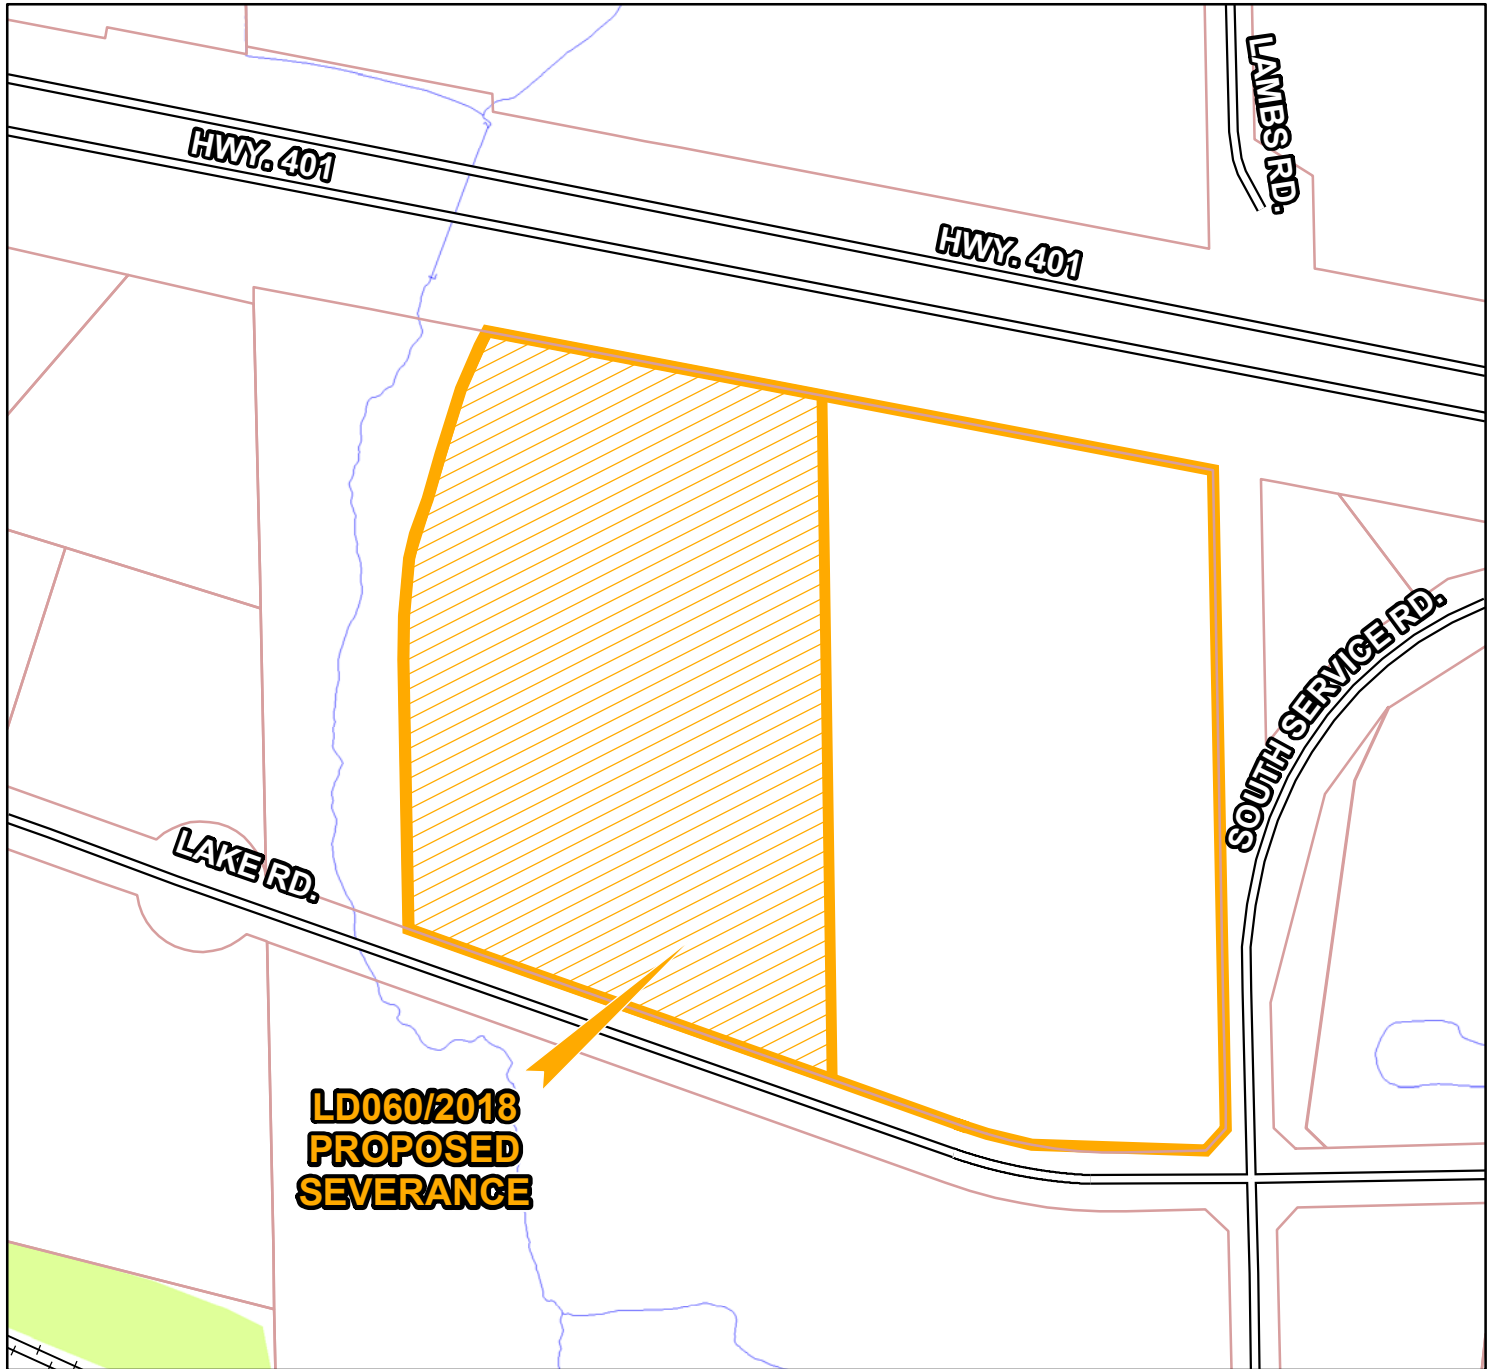 LAMBS RD.
HWY. 401
HWY. 401
SOUTH SERVICE RD.
LAKE RD.
LD060/2018
PROPOSED
SEVERANCE